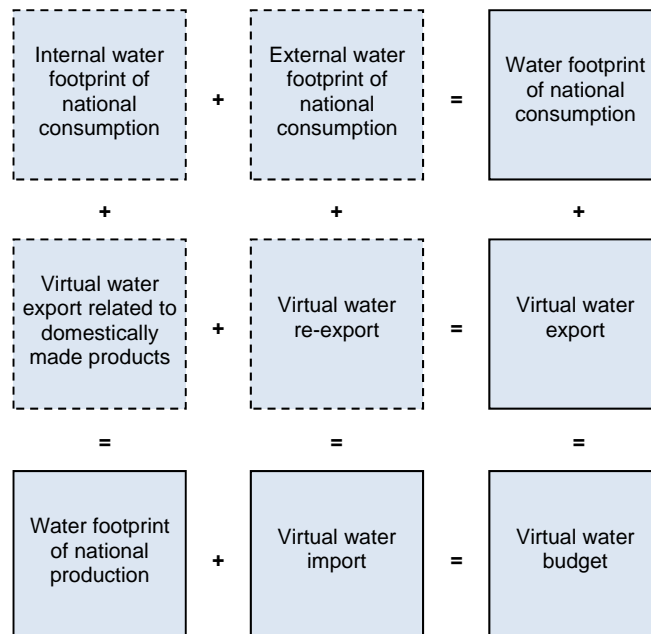 Internal water
footprint of
national
consumption
+
External water
footprint of
national
consumption
=
Water footprint
of national
consumption
+
+
+
Virtual water
export related to
domestically
made products
+
Virtual water
re-export
=
Virtual water
export
=
=
=
Water footprint
of national
production
+
Virtual water
import
=
Virtual water
budget